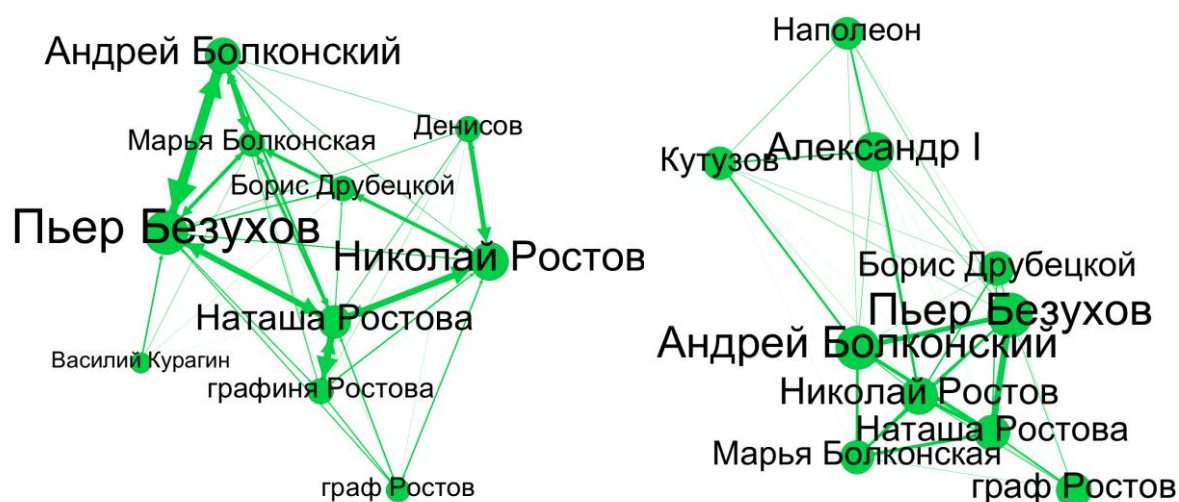 Андрей Болконский
Марья Болконская
Денисов
Борис Друбецкой
Пьер Безухов
Николай Ростов
Наташа Ростова
Василий Курагин
графиня Ростова
граф Ростов
Наполеон
Кутузов
Александр I
Борис Друбецкой
Пьер Безухов
Андрей Болконский
Николай Ростов
Наташа Ростова
Марья Болконская
граф Ростов